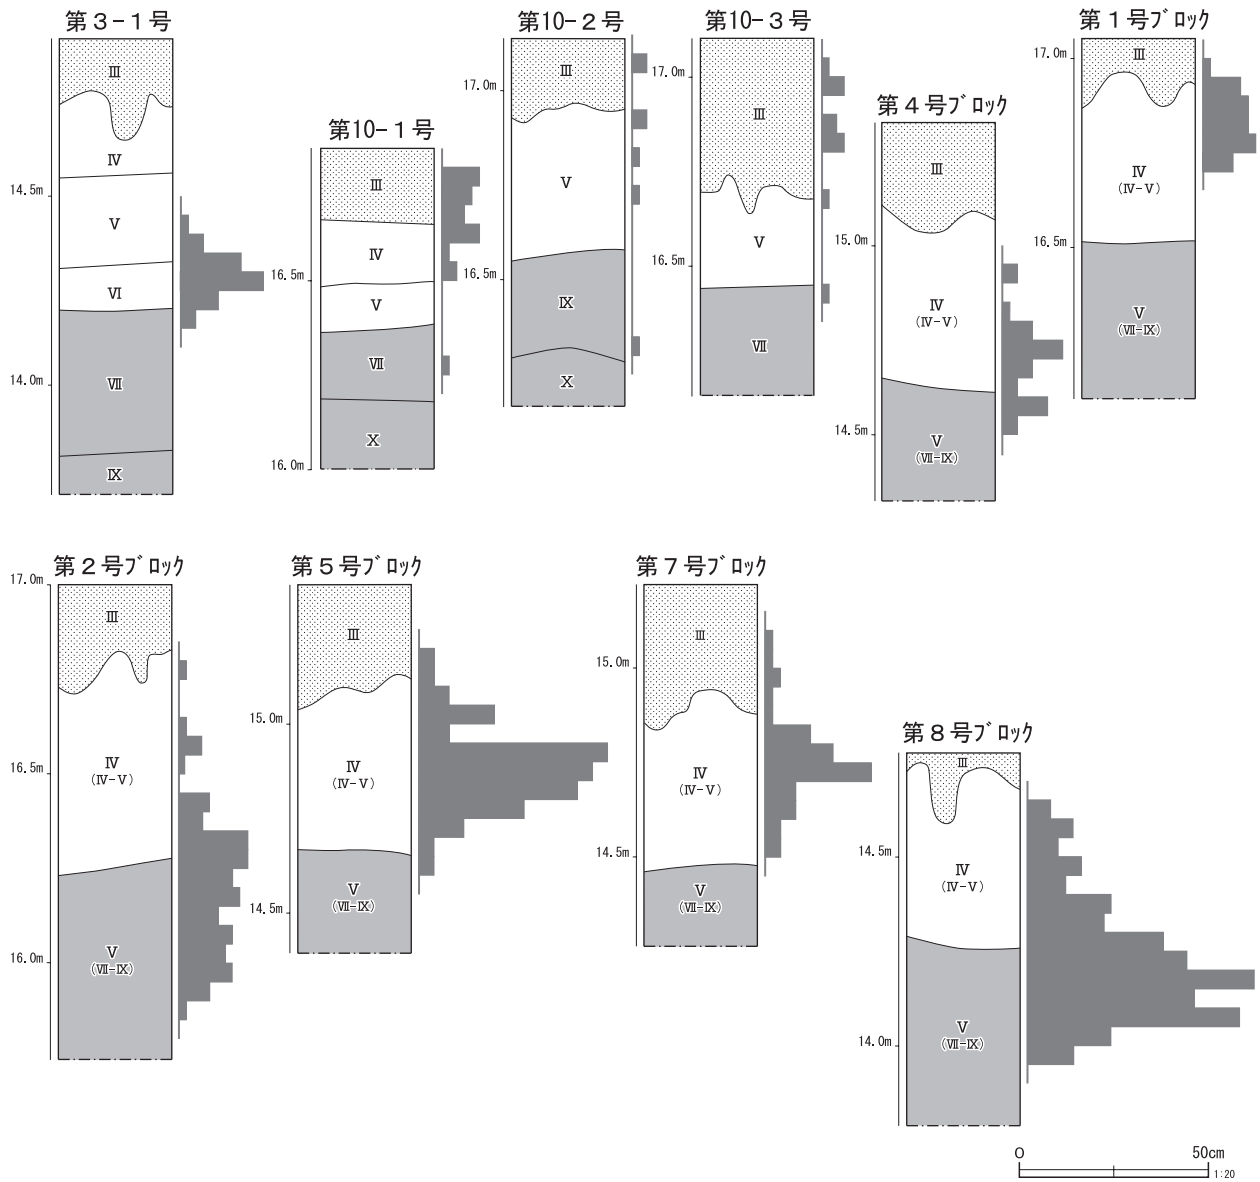 第3-1号
Ⅲ
Ⅳ
14.5m
Ⅴ
Ⅵ
14.0m
Ⅶ
Ⅸ
第10-1号
Ⅲ
Ⅳ
16.5m
Ⅴ
Ⅶ
Ⅹ
16.0m
第10-2号
Ⅲ
17.0m
Ⅴ
16.5m
Ⅸ
Ⅹ
第10-3号
17.0m
Ⅲ
Ⅴ
16.5m
Ⅶ
第4号ブロック
Ⅲ
15.0m
Ⅳ
(Ⅳ-Ⅴ)
14.5m
Ⅴ
(Ⅶ-Ⅸ)
第1号ブロック
17.0m
Ⅲ
Ⅳ
(Ⅳ-Ⅴ)
16.5m
Ⅴ
(Ⅶ-Ⅸ)
第2号ブロック
17.0m
Ⅲ
Ⅳ
16.5m
(Ⅳ-Ⅴ)
Ⅴ
16.0m
(Ⅶ-Ⅸ)
第5号ブロック
Ⅲ
15.0m
Ⅳ
(Ⅳ-Ⅴ)
Ⅴ
14.5m
(Ⅶ-Ⅸ)
第7号ブロック
Ⅲ
15.0m
Ⅳ
(Ⅳ-Ⅴ)
14.5m
Ⅴ
(Ⅶ-Ⅸ)
第8号ブロック
Ⅲ
14.5m
Ⅳ
(Ⅳ-Ⅴ)
Ⅴ
14.0m
(Ⅶ-Ⅸ)
0 50cm
1:20